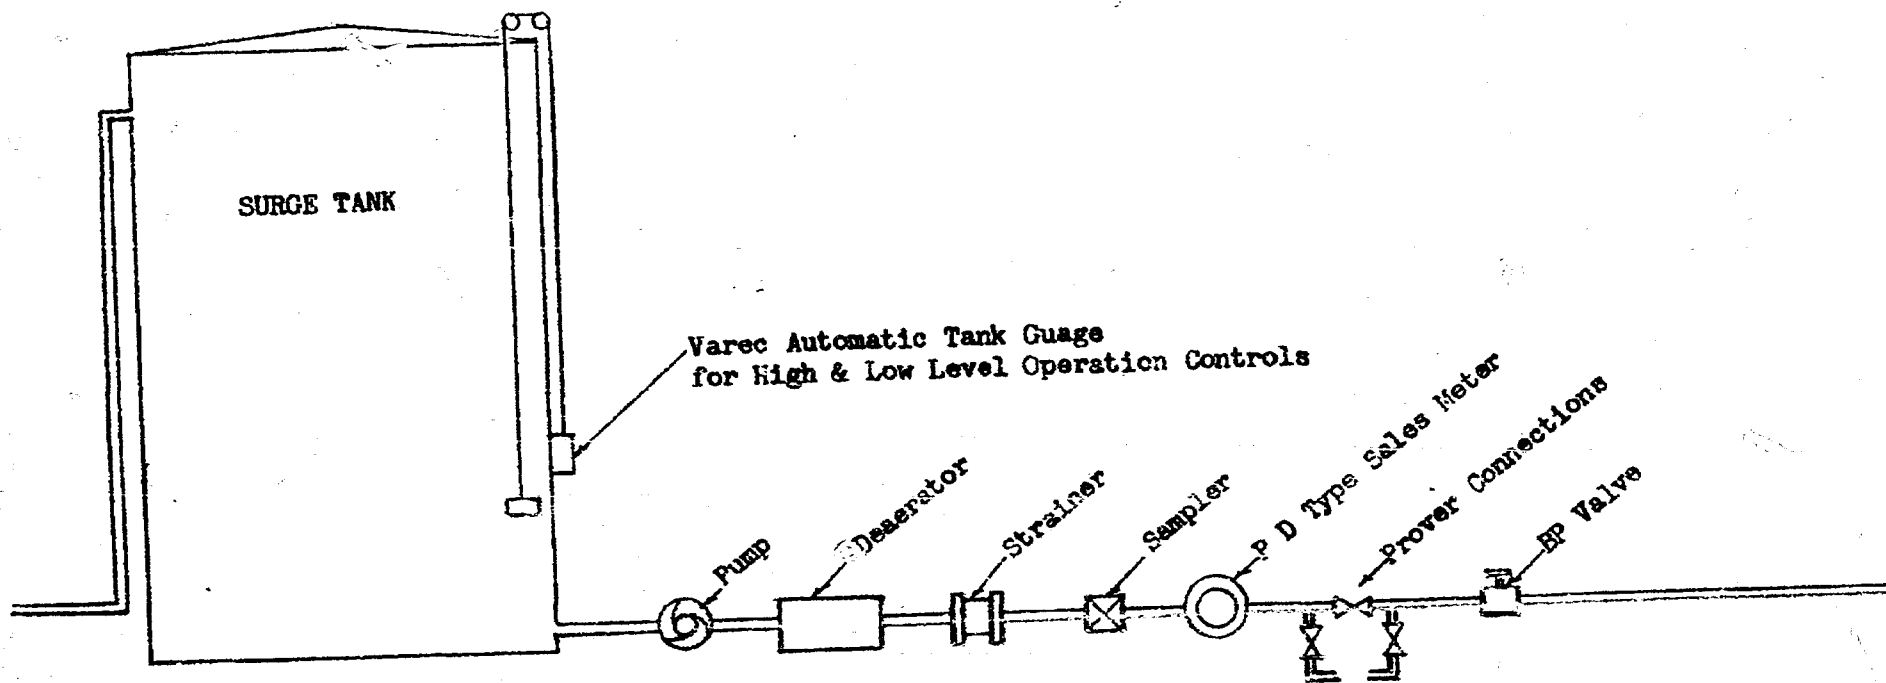 SURGE TANK
Varec Automatic Tank Guage
for High & Low Level Operation Controls
Pump
Deaerator
Strainer
Sampler
P D Type Sales Meter
Prover Connections
BP Valve